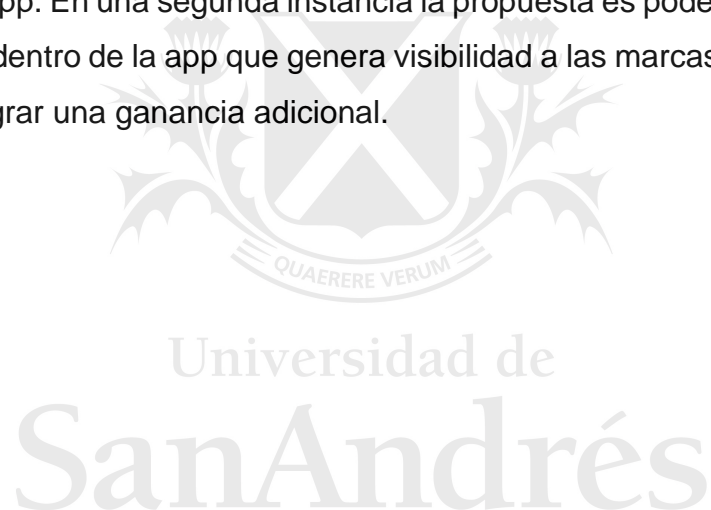 pp. En una segunda instancia la propuesta es pode
dentro de la app que genera visibilidad a las marcas
grar una ganancia adicional.
QUAERERE VERUM
Universidad de
SanAndrés